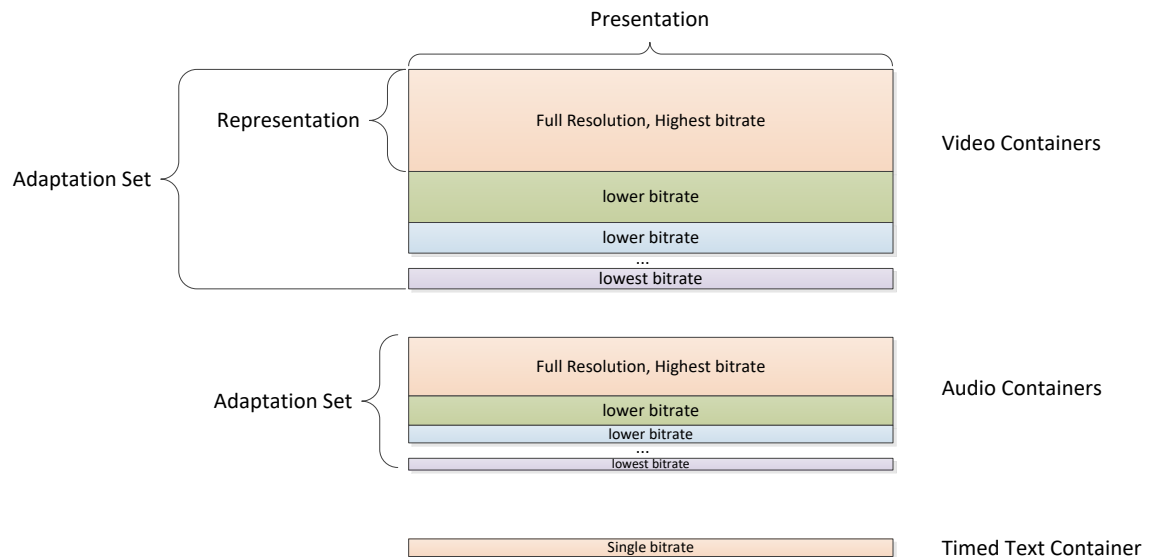 Presentation
Full Resolution, Highest bitrate
Representation
Video Containers
Adaptation Set
lower bitrate
lower bitrate
...
lowest bitrate
Full Resolution, Highest bitrate
Audio Containers
Adaptation Set
lower bitrate
lower bitrate
...
lowest bitrate
Single bitrate
Timed Text Container